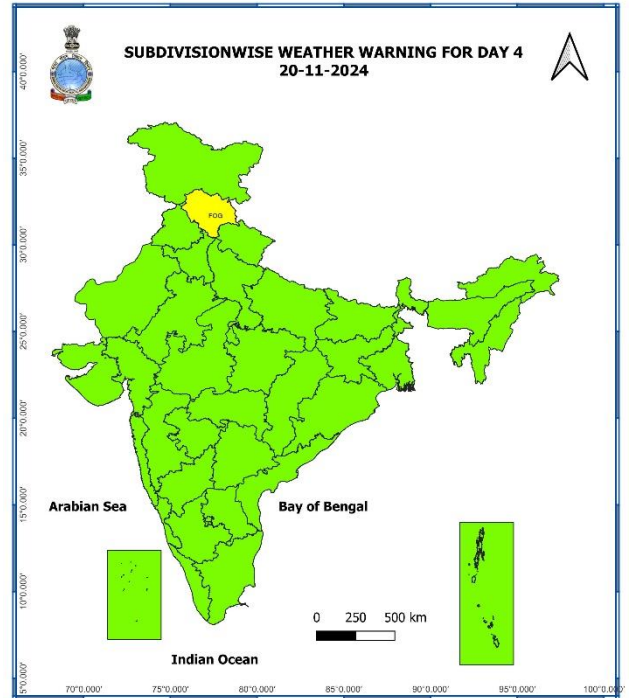 SUBDIVISIONWISE WEATHER WARNING FOR DAY 4
20-11-2024
40°0.000'
35°0.000'
FOG
30°0.000'
25°0.000'
20°0.000'
15°0.000'
Arabian Sea
Bay of Bengal
10°0.000'
0 250 500 km
Indian Ocean
5°0.000'
70°0.000' 75°0.000' 80°0.000' 85°0.000' 90°0.000' 95°0.000' 100°0.000'